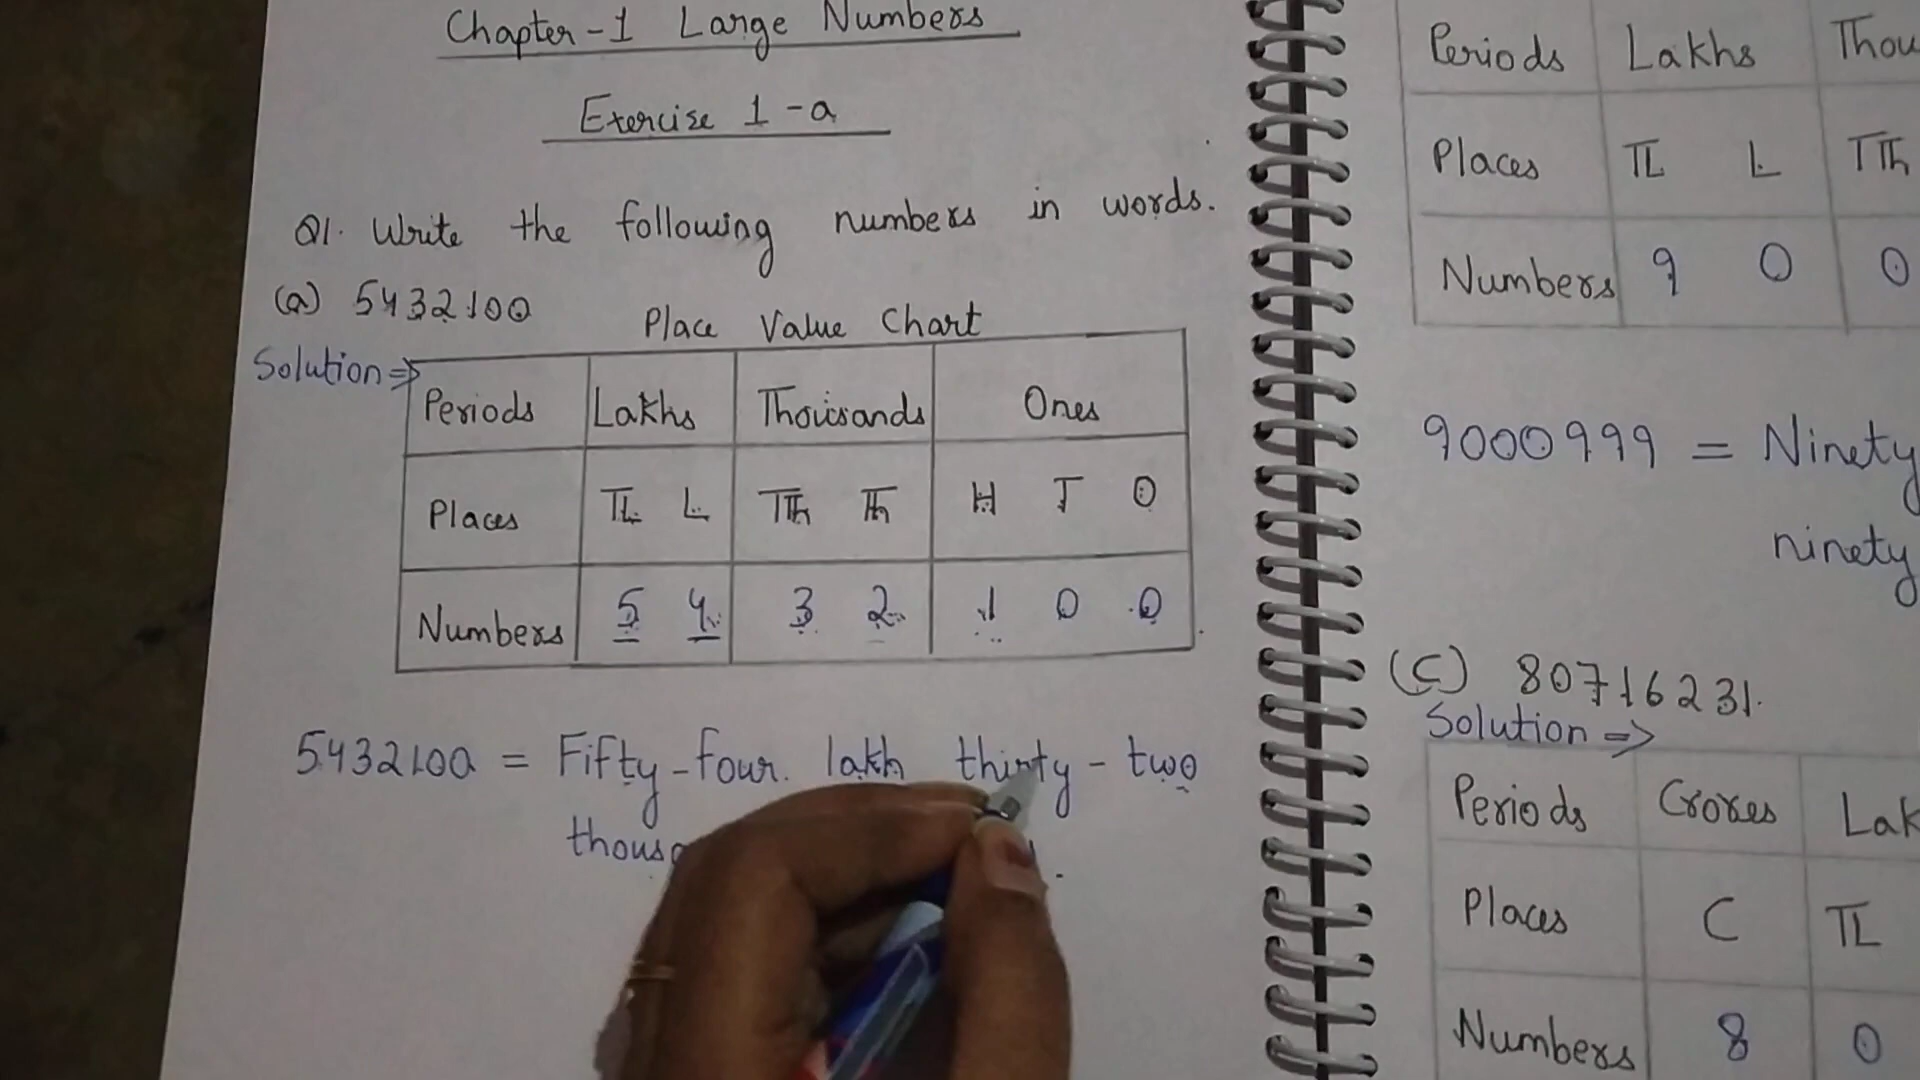 Chapter-1 Large Numbers
Exercise 1-a
Q1. Write the following numbers in words.
(a) 5432100
Place Value Chart
Solution⇒
Periods Lakhs Thousands Ones
Places TL L TTh Th H T O
Numbers 5 4 3 2 1 0 0
5432100 = Fifty-four lakh thirty-two
Periods Lakhs
Places TL L TTh
Numbers 9 0 0
9000999 = Ninety
ninety
(C) 80716231.
Solution ⇒
Periods Crores
Places C TL
Numbers 8 0